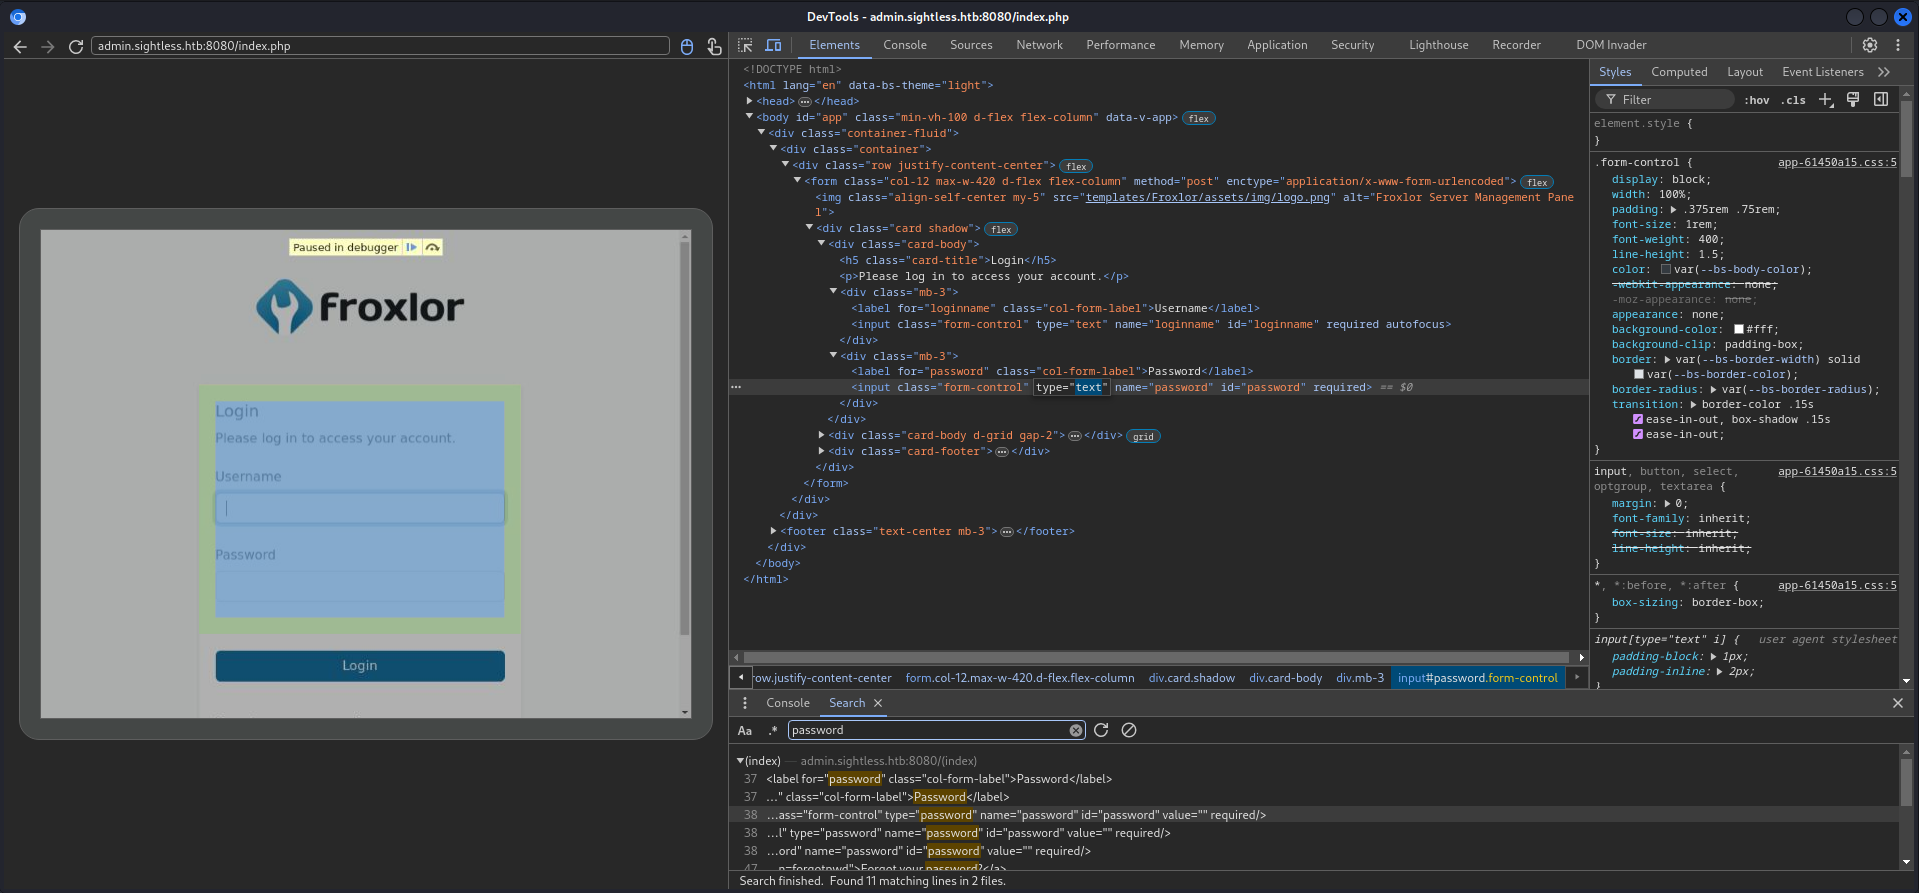 DevTools - admin.sightless.htb:8080/index.php
admin.sightless.htb:8080/index.php
Elements Console Sources Network Performance Memory Application Security Lighthouse Recorder DOM Invader
Paused in debugger
froxlor
Login
Please log in to access your account.
Username
Password
Login
<!DOCTYPE html>
<html lang="en" data-bs-theme="light">
<head> … </head>
<body id="app" class="min-vh-100 d-flex flex-column" data-v-app> flex
<div class="container-fluid">
<div class="container">
<div class="row justify-content-center"> flex
<form class="col-12 max-w-420 d-flex flex-column" method="post" enctype="application/x-www-form-urlencoded"> flex
<img class="align-self-center my-5" src="templates/Froxlor/assets/img/logo.png" alt="Froxlor Server Management Pane
l">
<div class="card shadow"> flex
<div class="card-body">
<h5 class="card-title">Login</h5>
<p>Please log in to access your account.</p>
<div class="mb-3">
<label for="loginname" class="col-form-label">Username</label>
<input class="form-control" type="text" name="loginname" id="loginname" required autofocus>
</div>
<div class="mb-3">
<label for="password" class="col-form-label">Password</label>
… <input class="form-control" type="text" name="password" id="password" required> == $0
</div>
</div>
<div class="card-body d-grid gap-2"> … </div> grid
<div class="card-footer"> … </div>
</div>
</form>
</div>
</div>
<footer class="text-center mb-3"> … </footer>
</div>
</body>
</html>
row.justify-content-center form.col-12.max-w-420.d-flex.flex-column div.card.shadow div.card-body div.mb-3 input#password.form-control
Styles Computed Layout Event Listeners
Filter :hov .cls
element.style {
}
.form-control { app-61450a15.css:5
display: block;
width: 100%;
padding: .375rem .75rem;
font-size: 1rem;
font-weight: 400;
line-height: 1.5;
color: var(--bs-body-color);
-webkit-appearance: none;
-moz-appearance: none;
appearance: none;
background-color: #fff;
background-clip: padding-box;
border: var(--bs-border-width) solid
var(--bs-border-color);
border-radius: var(--bs-border-radius);
transition: border-color .15s
ease-in-out, box-shadow .15s
ease-in-out;
}
input, button, select, app-61450a15.css:5
optgroup, textarea {
margin: 0;
font-family: inherit;
font-size: inherit;
line-height: inherit;
}
*, *:before, *:after { app-61450a15.css:5
box-sizing: border-box;
}
input[type="text" i] { user agent stylesheet
padding-block: 1px;
padding-inline: 2px;
}
Console Search
Aa .* password
(index) — admin.sightless.htb:8080/(index)
37 <label for="password" class="col-form-label">Password</label>
37 …" class="col-form-label">Password</label>
38 …ass="form-control" type="password" name="password" id="password" value="" required/>
38 …l" type="password" name="password" id="password" value="" required/>
38 …ord" name="password" id="password" value="" required/>
47 …n=forgotpwd">Forgot your password?</a>
Search finished. Found 11 matching lines in 2 files.